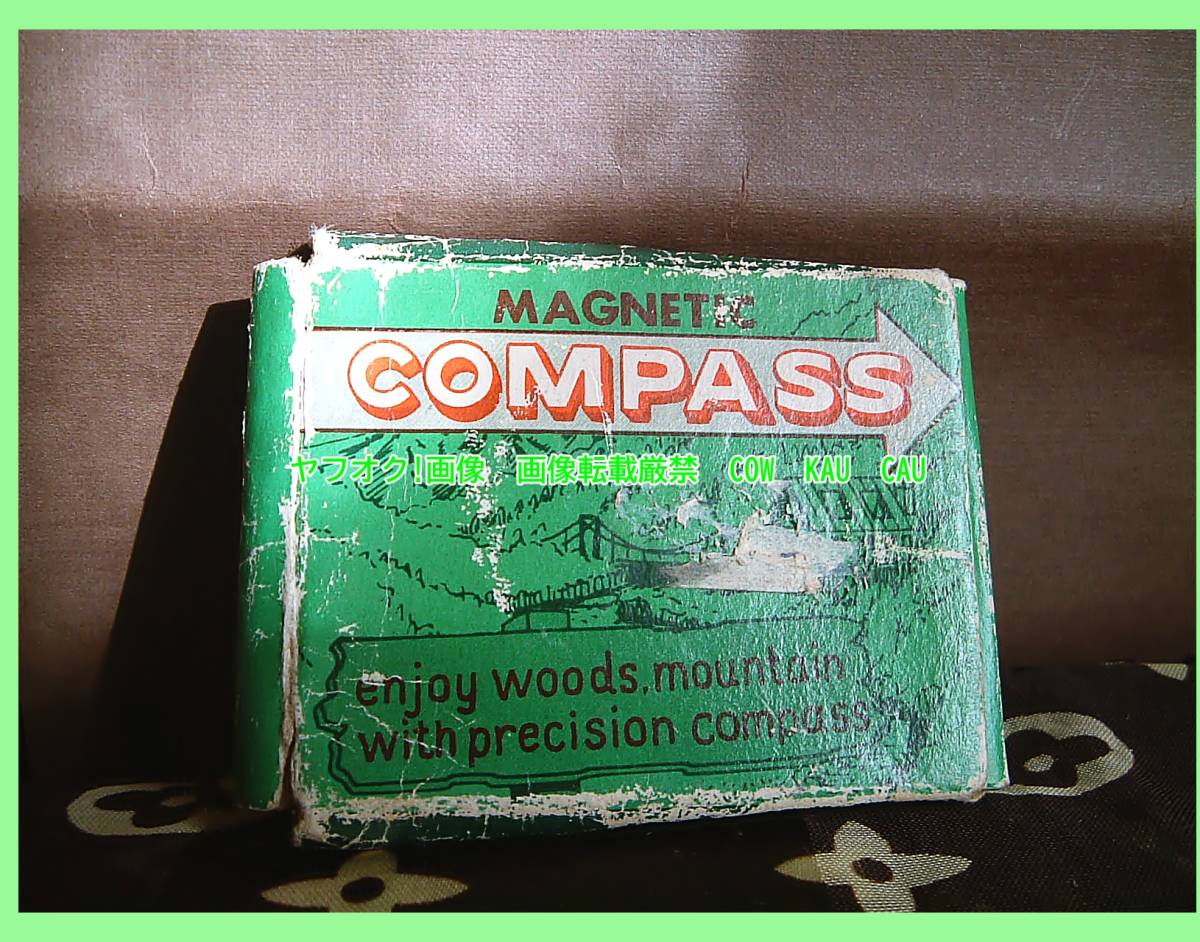 MAGNETIC
COMPASS
ヤフオク!画像　画像転載厳禁　COW　KAU　CAU
enjoy woods, mountain
with precision compass